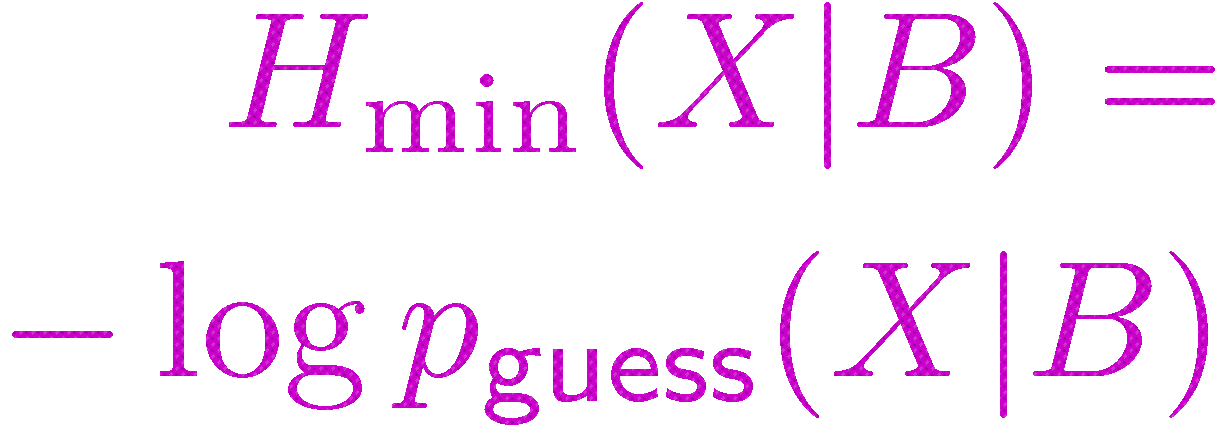 H_min(X|B) =
− log p_guess(X|B)